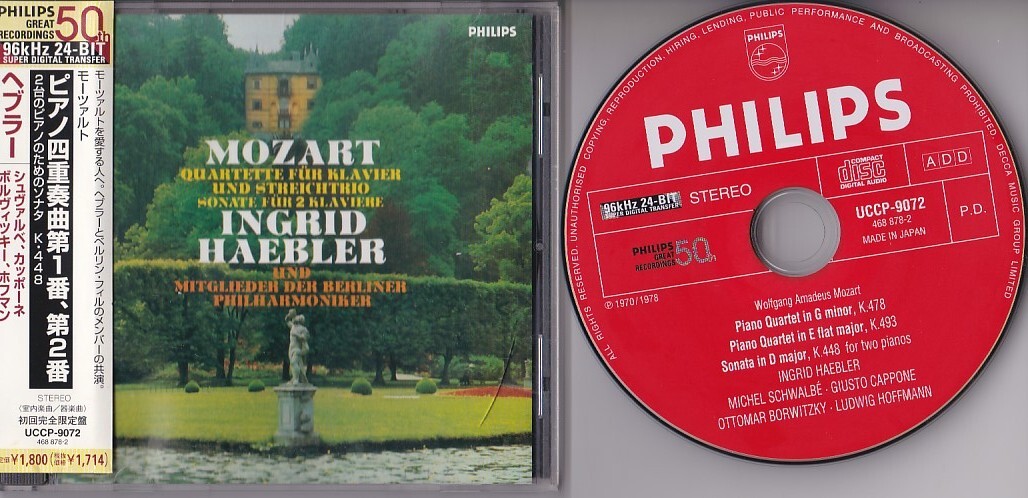 PHILIPS
GREAT
RECORDINGS
50th
96kHz 24-BIT
SUPER DIGITAL TRANSFER
モーツァルトを愛する人へ。ヘブラーとベルリン・フィルのメンバーの共演。
モーツァルト
ピアノ四重奏曲第1番、第2番
2台のピアノのためのソナタ K・448
ヘブラー
シュヴァルベ、カッポーネ
ボルヴィツキー、ホフマン
STEREO
(室内楽曲/器楽曲)
初回完全限定盤
UCCP-9072
468 878-2
定価¥1,800(税抜価格¥1,714)
PHILIPS
MOZART
QUARTETTE FÜR KLAVIER
UND STREICHTRIO
SONATE FÜR 2 KLAVIERE
INGRID
HAEBLER
UND
MITGLIEDER DER BERLINER
PHILHARMONIKER
ALL RIGHTS RESERVED. UNAUTHORISED COPYING, REPRODUCTION, HIRING, LENDING, PUBLIC PERFORMANCE AND BROADCASTING PROHIBITED. DECCA MUSIC GROUP LIMITED
PHILIPS
PHILIPS
96kHz 24-BIT
SUPER DIGITAL TRANSFER
STEREO
COMPACT
disc
DIGITAL AUDIO
ADD
PHILIPS
GREAT
RECORDINGS
50th
UCCP-9072
468 878-2
MADE IN JAPAN
P.D.
℗ 1970/1978
Wolfgang Amadeus Mozart
Piano Quartet in G minor, K.478
Piano Quartet in E flat major, K.493
Sonata in D major, K.448 for two pianos
INGRID HAEBLER
MICHEL SCHWALBÉ · GIUSTO CAPPONE
OTTOMAR BORWITZKY · LUDWIG HOFFMANN